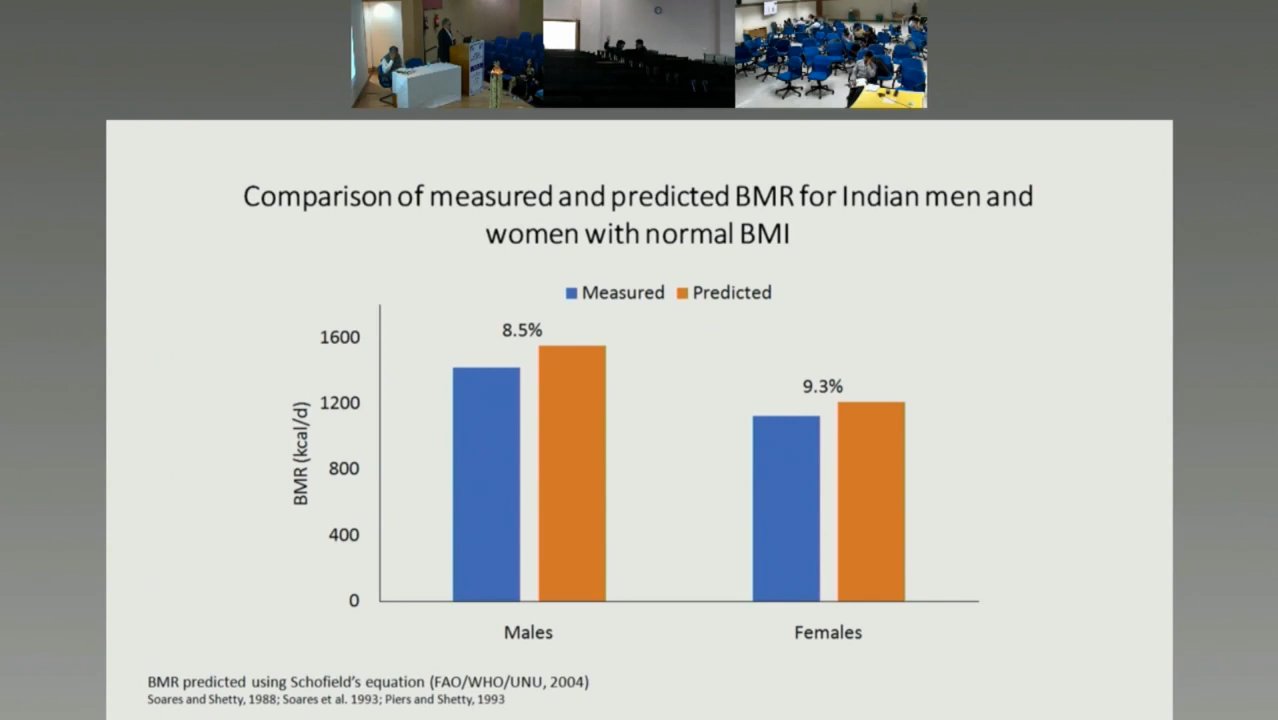 Comparison of measured and predicted BMR for Indian men and
women with normal BMI
Measured Predicted
8.5%
9.3%
1600
1200
800
400
0
BMR (kcal/d)
Males Females
BMR predicted using Schofield's equation (FAO/WHO/UNU, 2004)
Soares and Shetty, 1988; Soares et al. 1993; Piers and Shetty, 1993